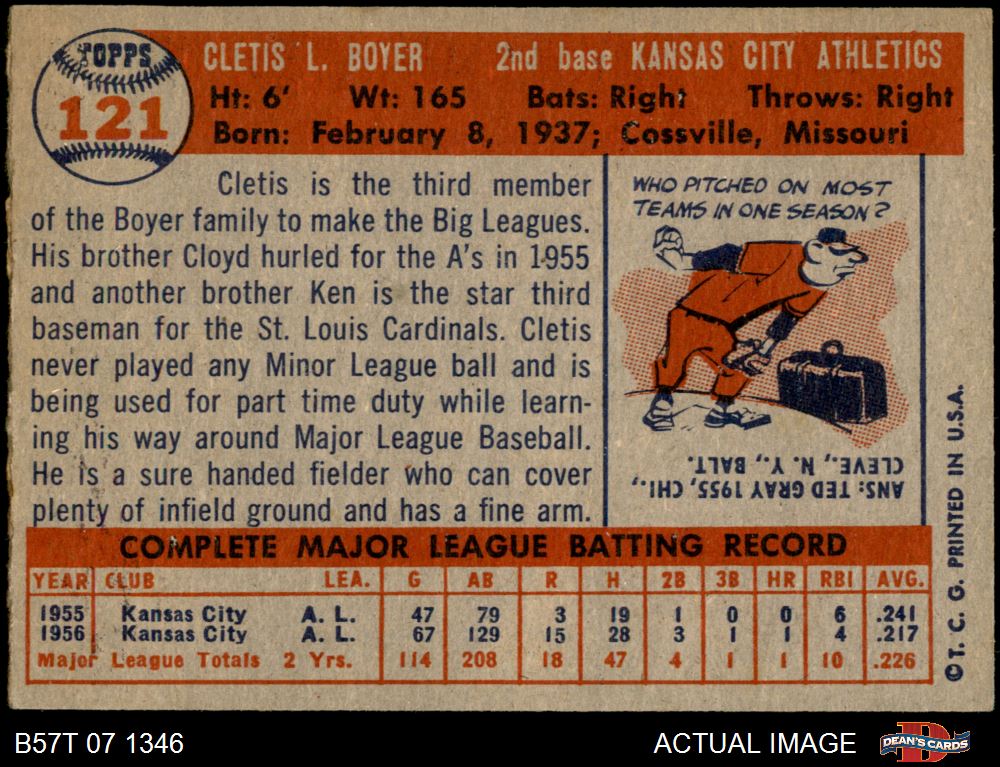 TOPPS
121
CLETIS L. BOYER 2nd base KANSAS CITY ATHLETICS
Ht: 6' Wt: 165 Bats: Right Throws: Right
Born: February 8, 1937; Cossville, Missouri
Cletis is the third member
of the Boyer family to make the Big Leagues.
His brother Cloyd hurled for the A's in 1955
and another brother Ken is the star third
baseman for the St. Louis Cardinals. Cletis
never played any Minor League ball and is
being used for part time duty while learn-
ing his way around Major League Baseball.
He is a sure handed fielder who can cover
plenty of infield ground and has a fine arm.
WHO PITCHED ON MOST
TEAMS IN ONE SEASON?
ANS: TED GRAY 1955, CHI.,
CLEVE., N. Y., BALT.
COMPLETE MAJOR LEAGUE BATTING RECORD
YEAR CLUB LEA. G AB R H 2B 3B HR RBI AVG.
1955 Kansas City A. L. 47 79 3 19 1 0 0 6 .241
1956 Kansas City A. L. 67 129 15 28 3 1 1 4 .217
Major League Totals 2 Yrs. 114 208 18 47 4 1 1 10 .226
© T. C. G. PRINTED IN U.S.A.
B57T 07 1346 ACTUAL IMAGE
D
DEAN'S CARDS